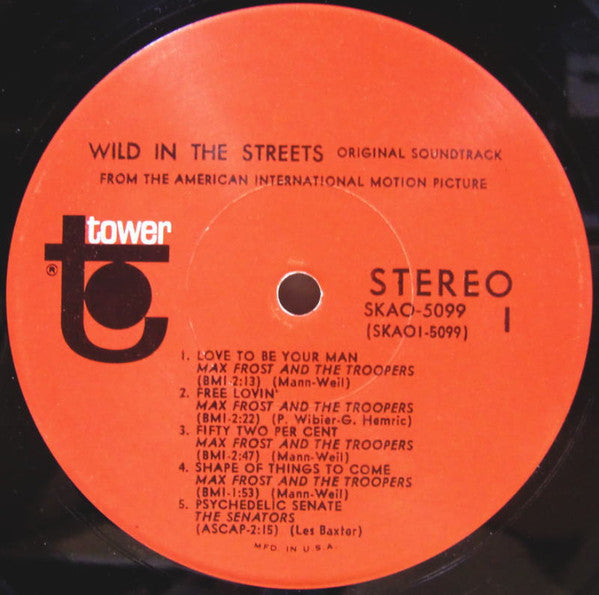 WILD IN THE STREETS ORIGINAL SOUNDTRACK
FROM THE AMERICAN INTERNATIONAL MOTION PICTURE
tower
®
STEREO
SKAO-5099
(SKAO1-5099)
1
1. LOVE TO BE YOUR MAN
MAX FROST AND THE TROOPERS
(BMI-2:13) (Mann-Weil)
2. FREE LOVIN'
MAX FROST AND THE TROOPERS
(BMI-2:22) (P. Wibier-G. Hemric)
3. FIFTY TWO PER CENT
MAX FROST AND THE TROOPERS
(BMI-2:47) (Mann-Weil)
4. SHAPE OF THINGS TO COME
MAX FROST AND THE TROOPERS
(BMI-1:53) (Mann-Weil)
5. PSYCHEDELIC SENATE
THE SENATORS
(ASCAP-2:15) (Les Baxter)
MFD. IN U.S.A.